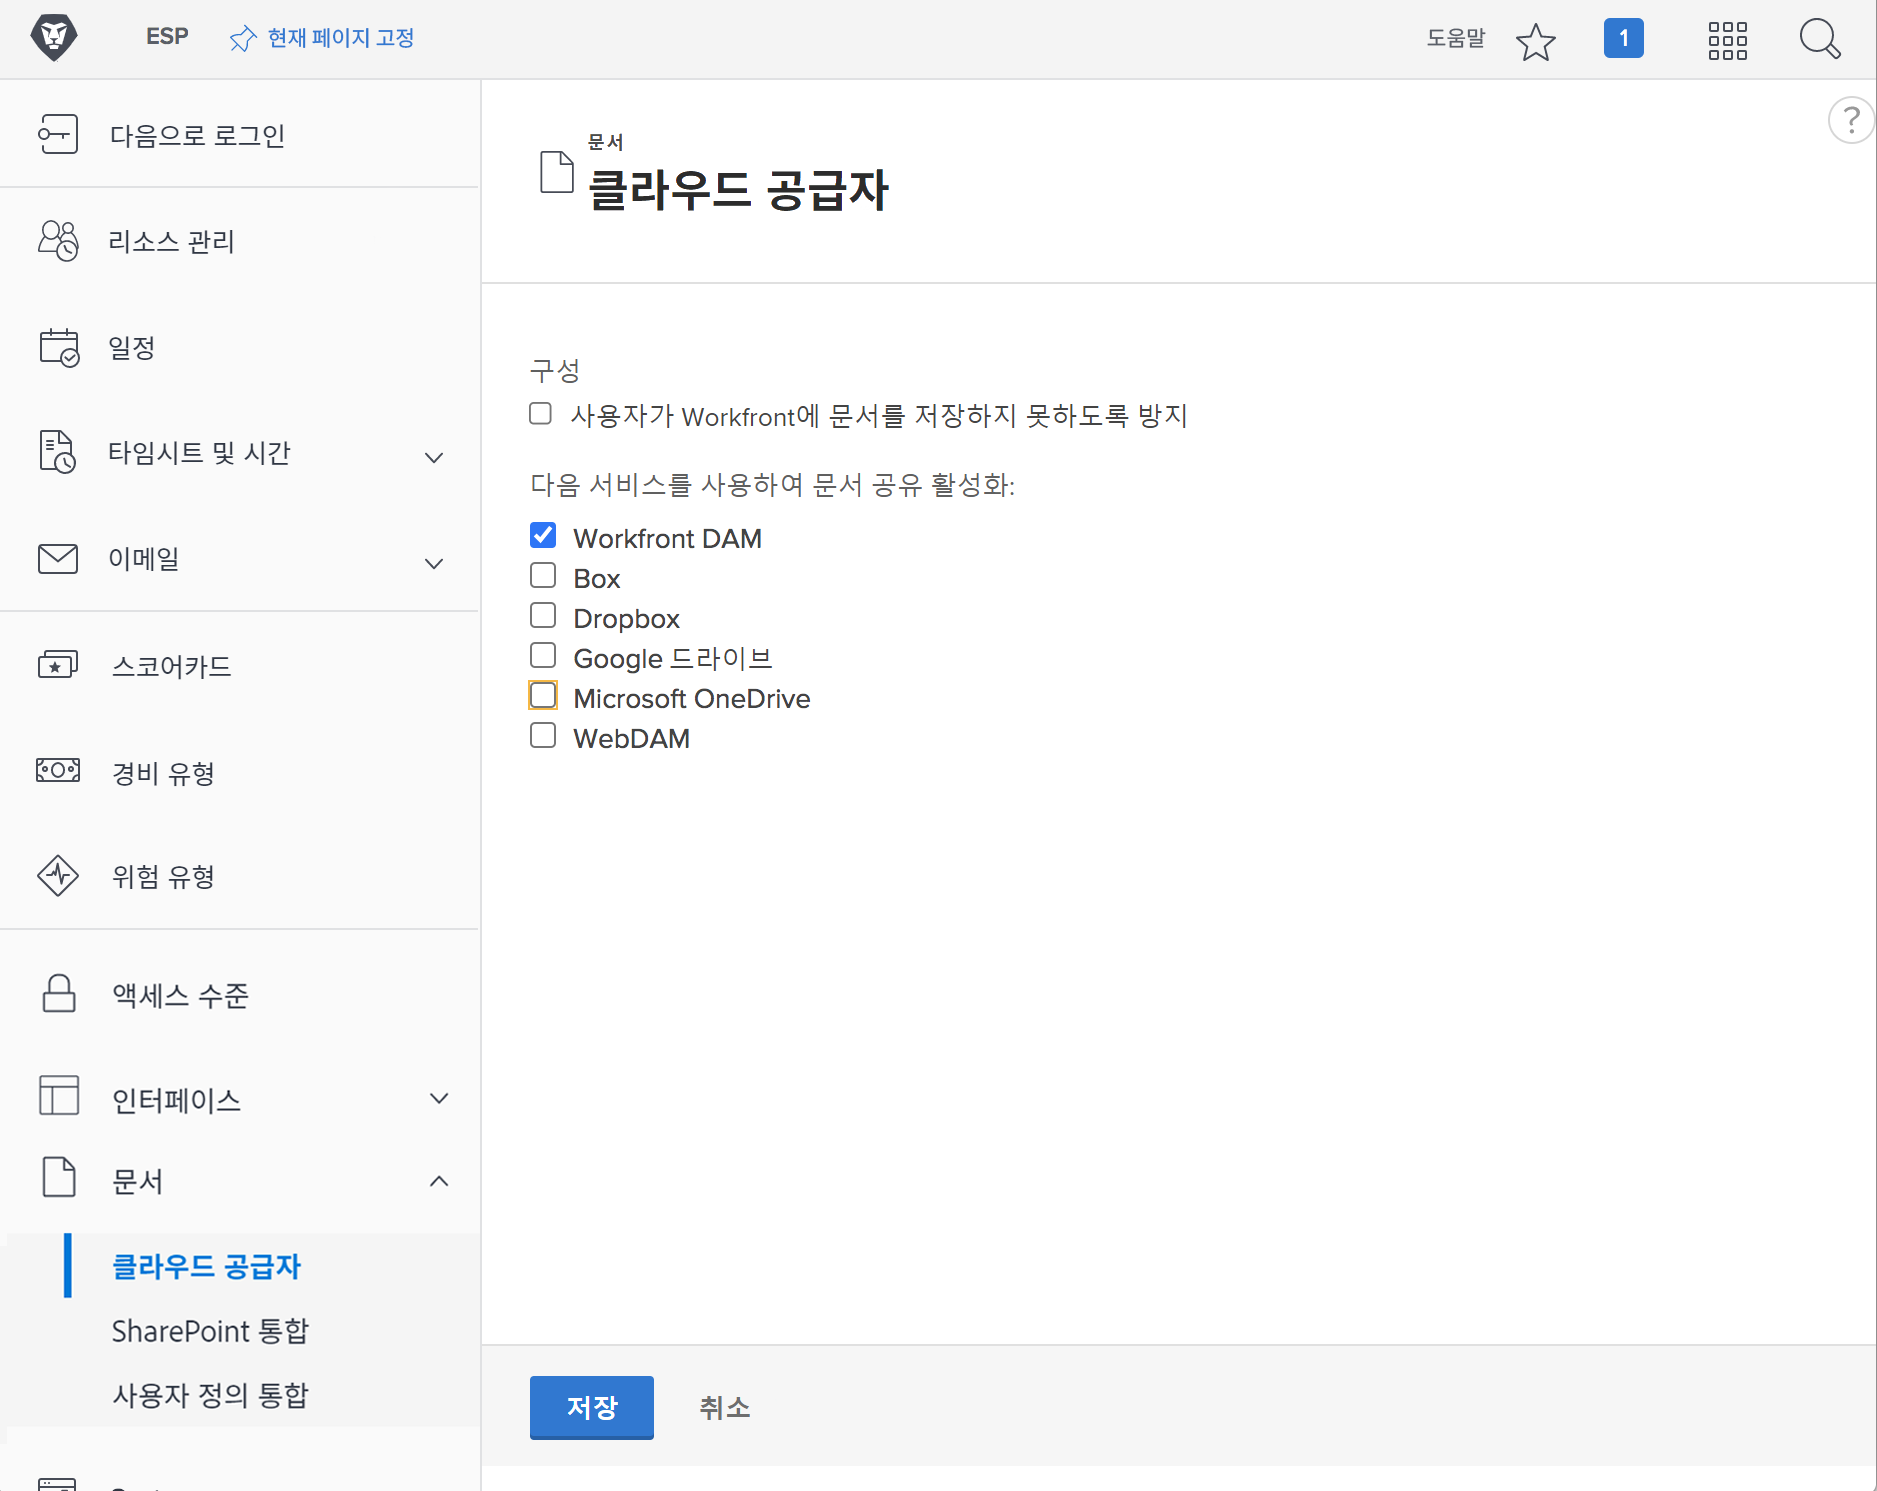 ESP
현재 페이지 고정
도움말
1
다음으로 로그인
리소스 관리
일정
타임시트 및 시간
이메일
스코어카드
경비 유형
위험 유형
액세스 수준
인터페이스
문서
클라우드 공급자
SharePoint 통합
사용자 정의 통합
?
문서
클라우드 공급자
구성
사용자가 Workfront에 문서를 저장하지 못하도록 방지
다음 서비스를 사용하여 문서 공유 활성화:
Workfront DAM
Box
Dropbox
Google 드라이브
Microsoft OneDrive
WebDAM
저장
취소